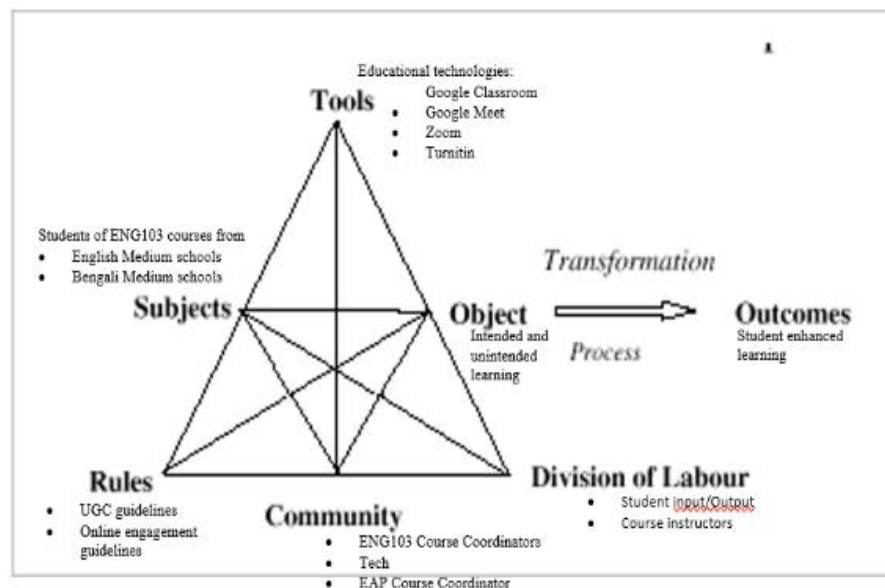 1
Educational technologies:
Google Classroom
Tools
• Google Meet
• Zoom
• Turnitin
Students of ENG103 courses from
• English Medium schools
• Bengali Medium schools
Subjects
Object
Intended and
unintended
learning
Transformation
Process
Outcomes
Student enhanced
learning
Rules
• UGC guidelines
• Online engagement
guidelines
Community
• ENG103 Course Coordinators
• Tech
• EAP Course Coordinator
Division of Labour
• Student input/Output
• Course instructors